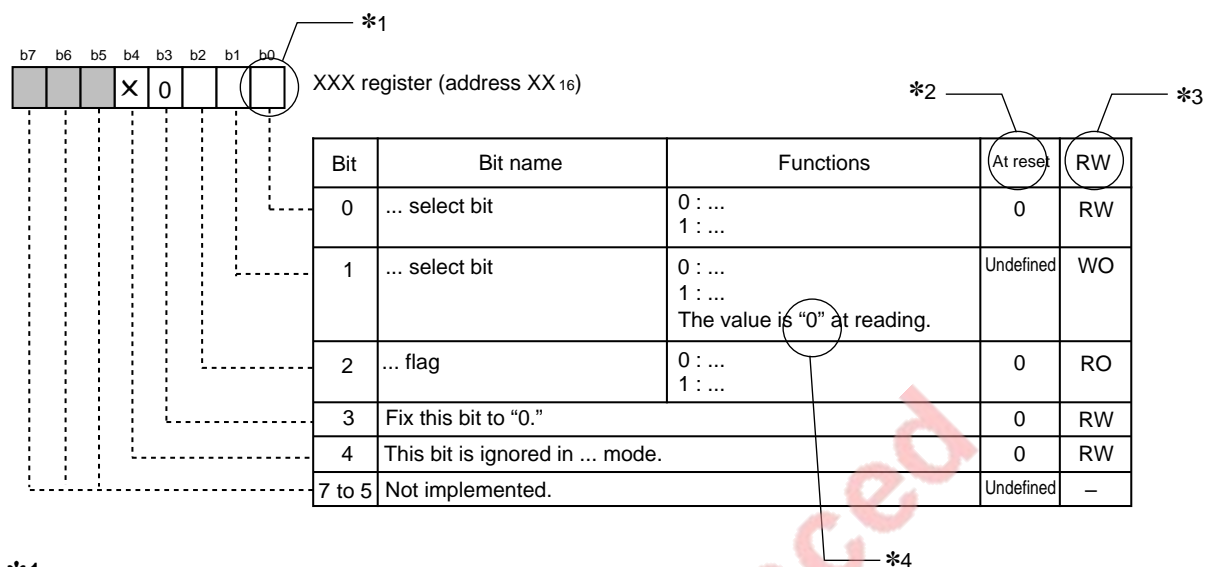 ✽1
b7 b6 b5 b4 b3 b2 b1 b0
X 0
XXX register (address XX 16)
✽2
✽3
Bit Bit name Functions At reset RW
0 ... select bit 0 : ... 0 RW
1 : ...
1 ... select bit 0 : ... Undefined WO
1 : ...
The value is “0” at reading.
2 ... flag 0 : ... 0 RO
1 : ...
3 Fix this bit to “0.” 0 RW
4 This bit is ignored in ... mode. 0 RW
7 to 5 Not implemented. Undefined –
✽4